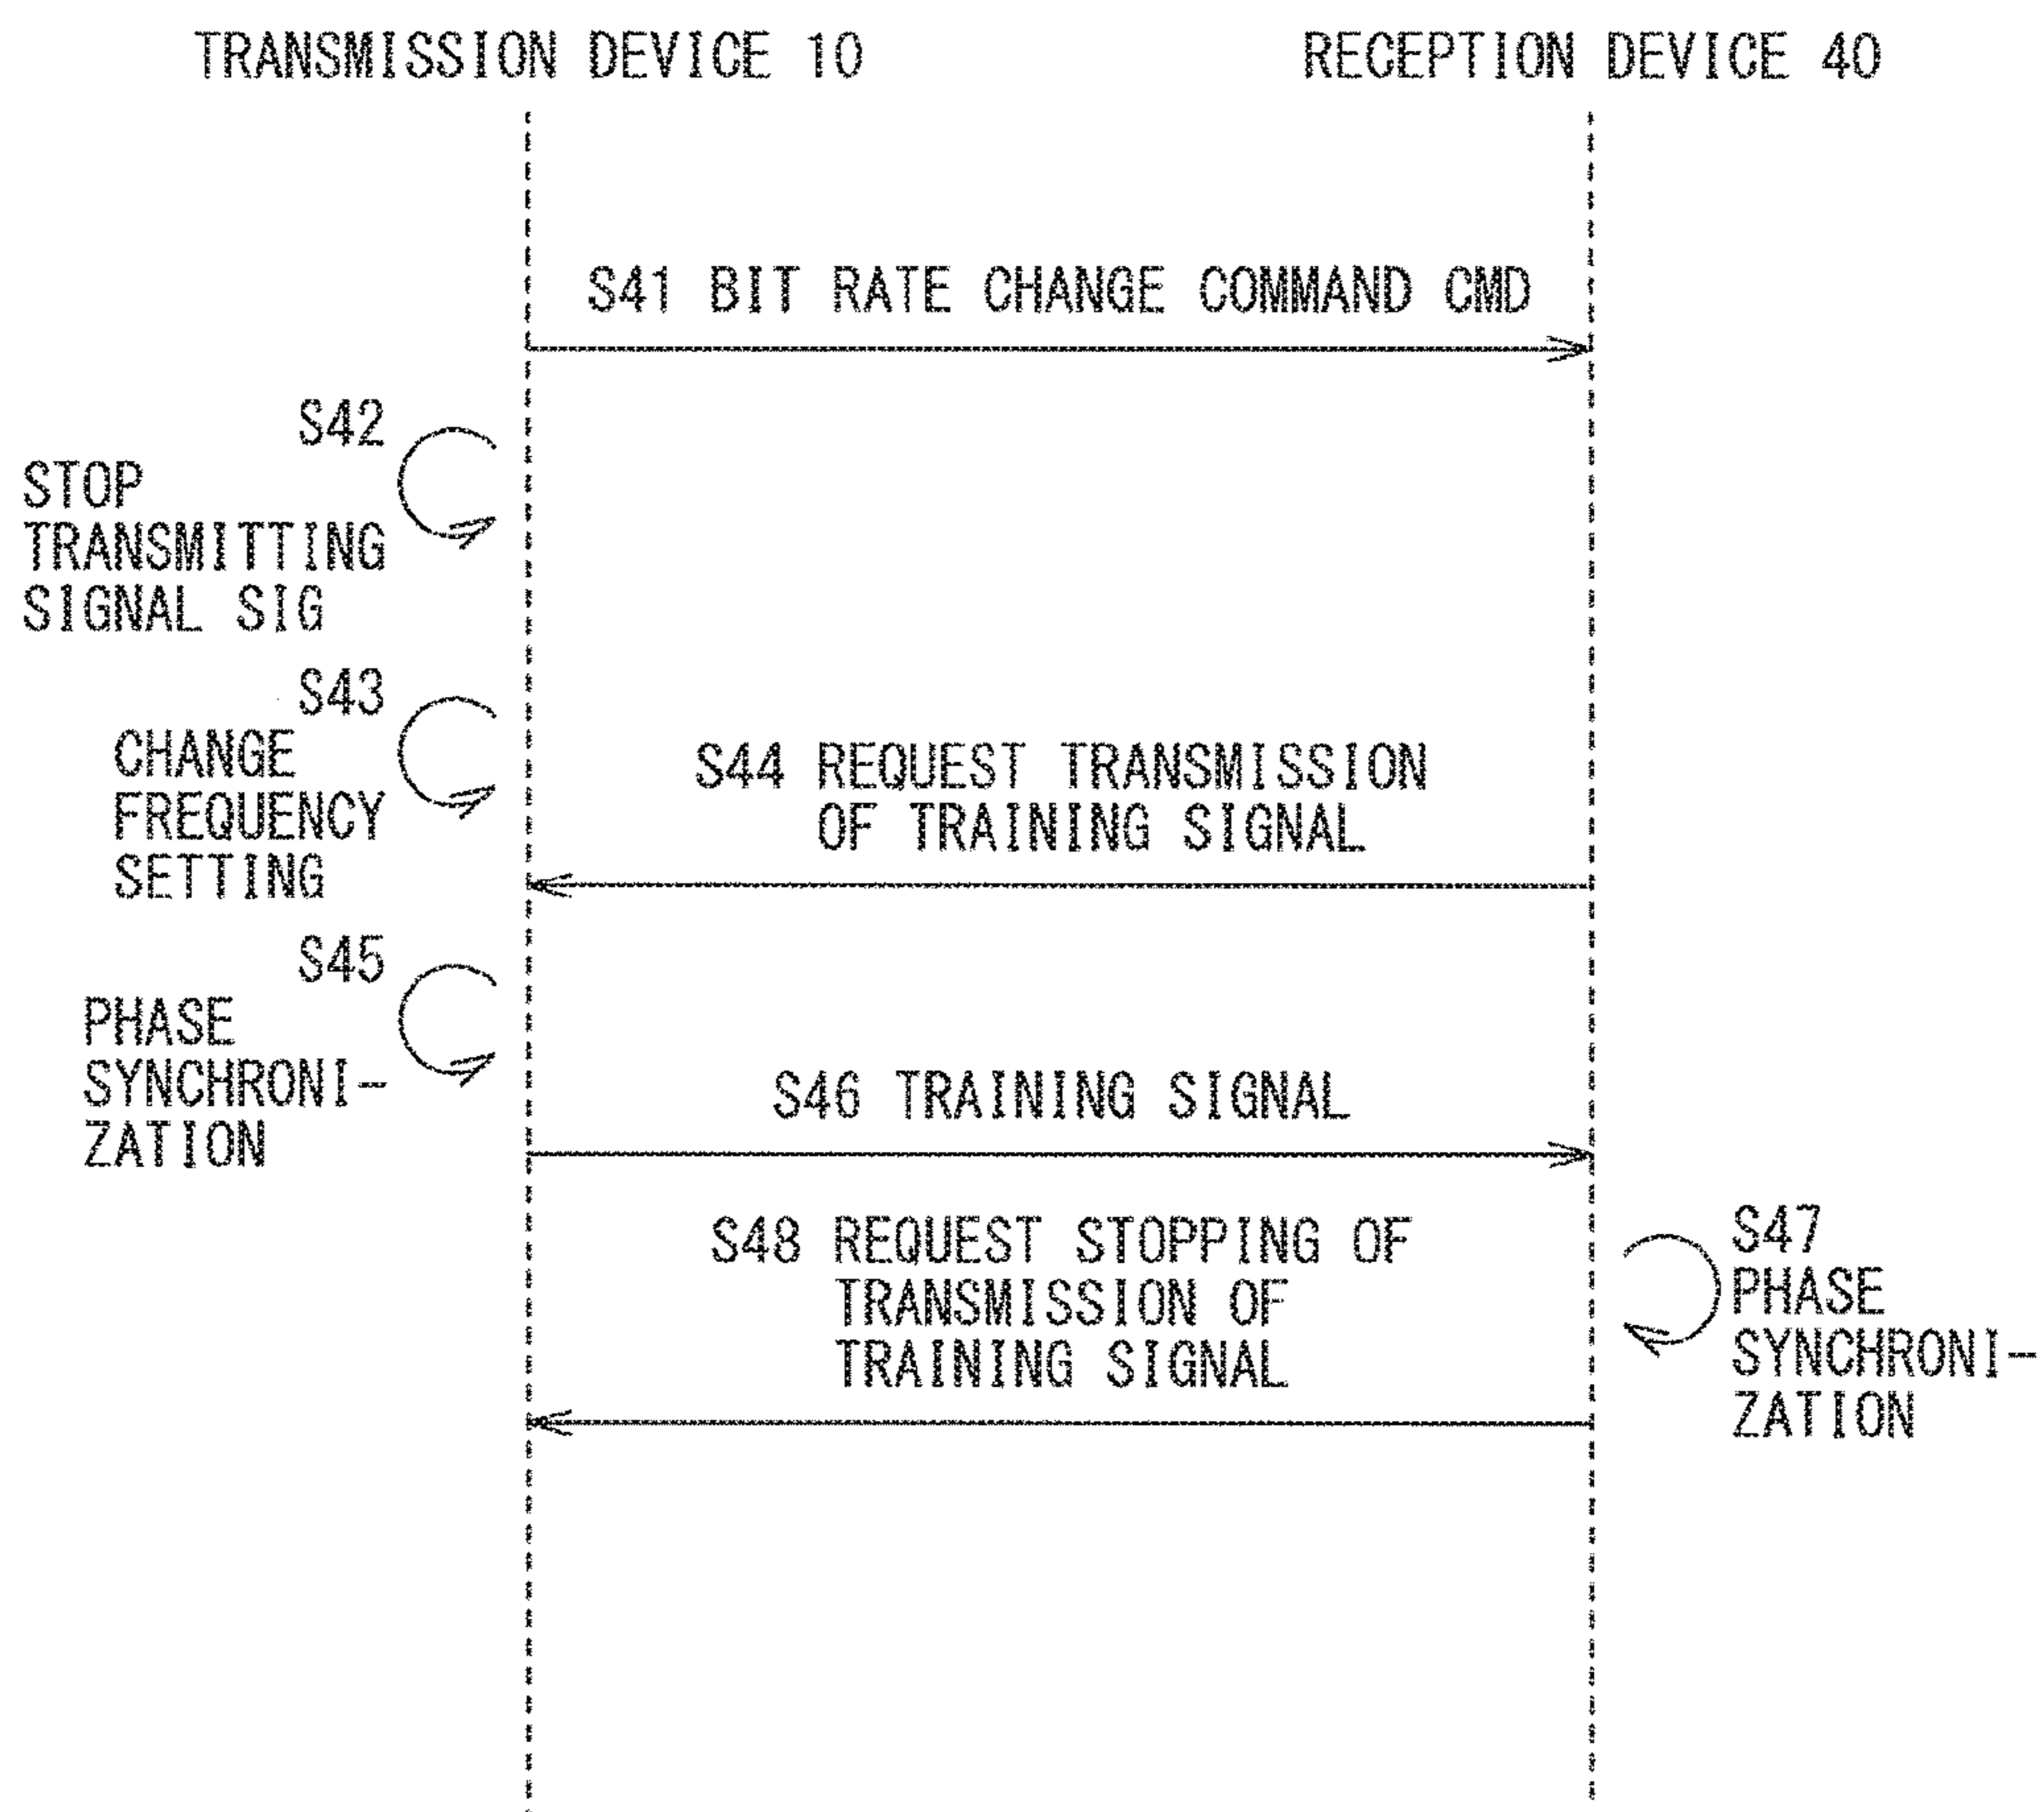 TRANSMISSION DEVICE 10
RECEPTION DEVICE 40
S41 BIT RATE CHANGE COMMAND CMD
S42
STOP
TRANSMITTING
SIGNAL SIG
S43
CHANGE
FREQUENCY
SETTING
S44 REQUEST TRANSMISSION
OF TRAINING SIGNAL
S45
PHASE
SYNCHRONI-
ZATION
S46 TRAINING SIGNAL
S47
PHASE
SYNCHRONI-
ZATION
S48 REQUEST STOPPING OF
TRANSMISSION OF
TRAINING SIGNAL